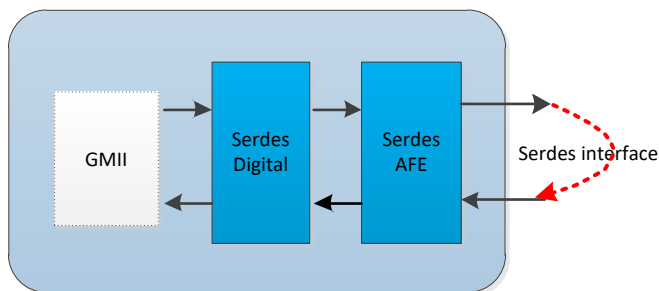 GMII
Serdes
Digital
Serdes
AFE
Serdes interface